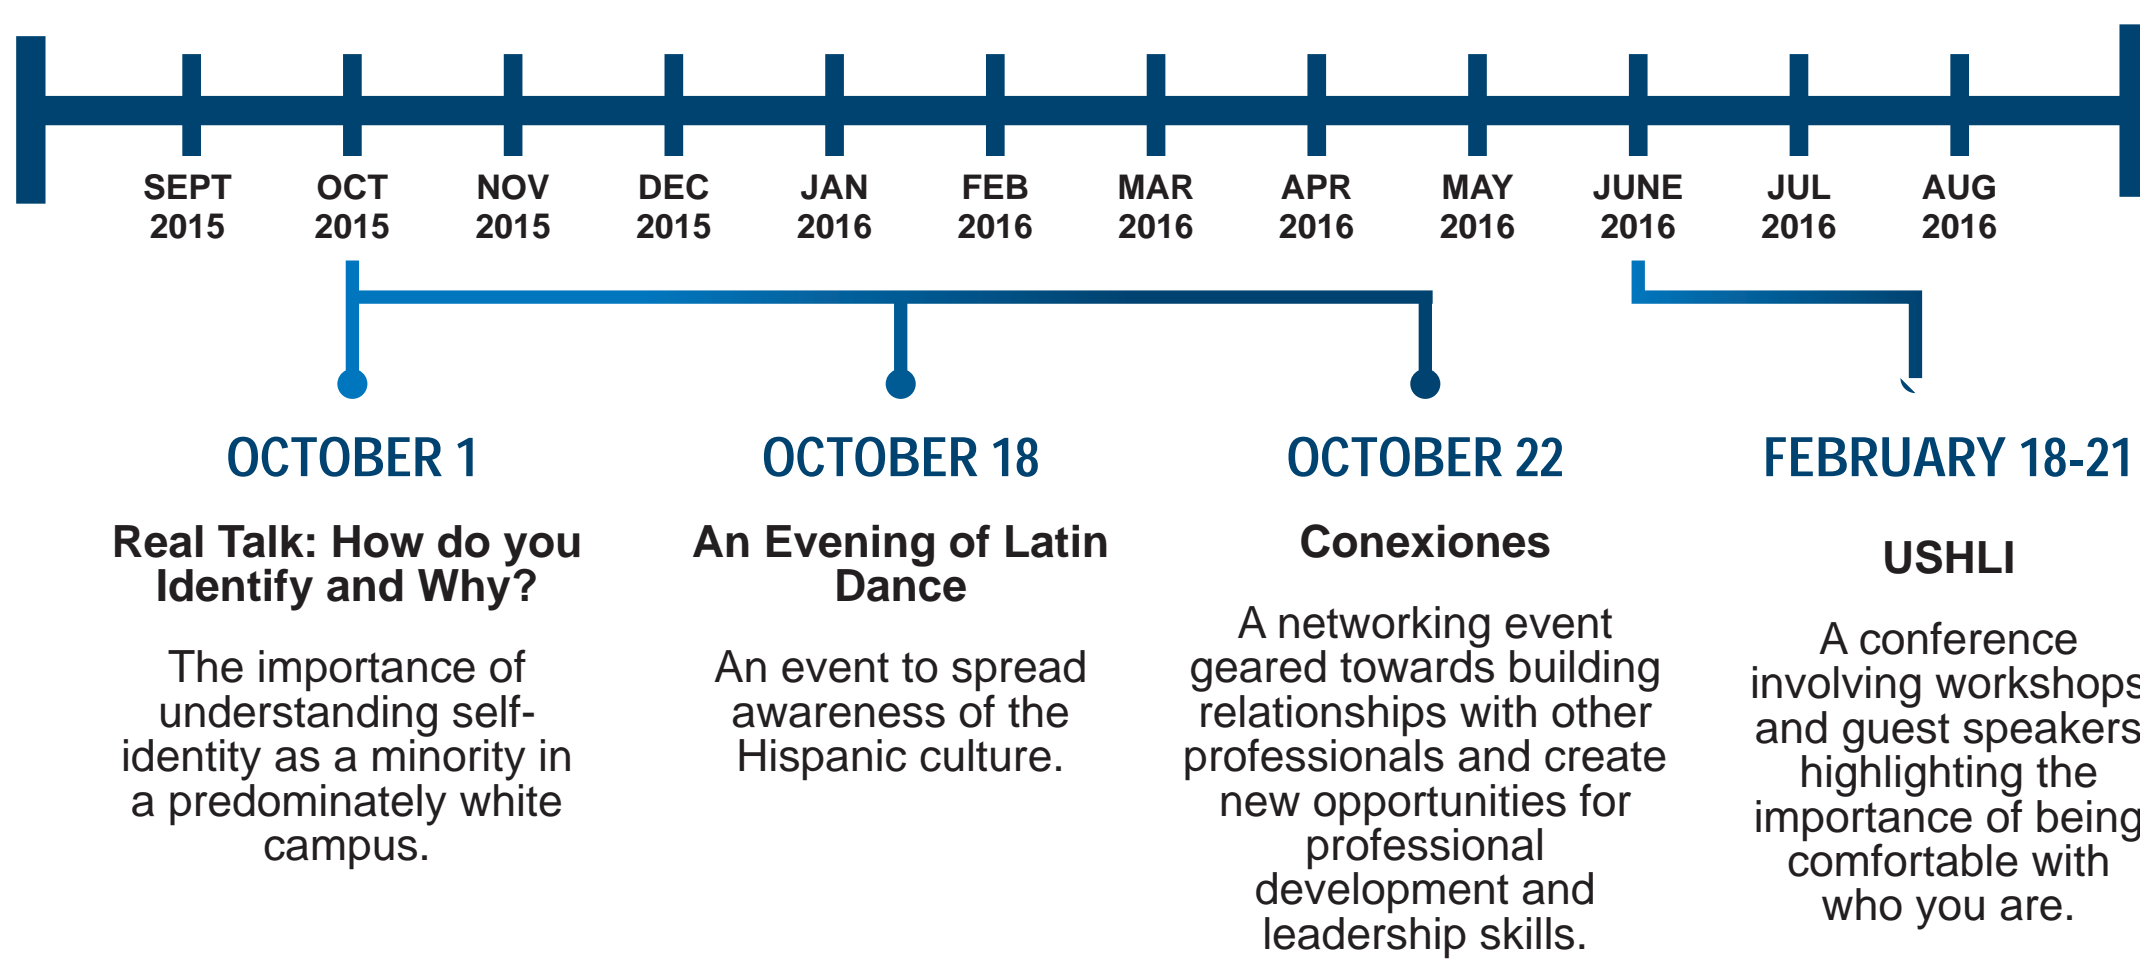 SEPT
2015
OCT
2015
NOV
2015
DEC
2015
JAN
2016
FEB
2016
MAR
2016
APR
2016
MAY
2016
JUNE
2016
JUL
2016
AUG
2016
OCTOBER 1
Real Talk: How do you
Identify and Why?
The importance of
understanding self-
identity as a minority in
a predominately white
campus.
OCTOBER 18
An Evening of Latin
Dance
An event to spread
awareness of the
Hispanic culture.
OCTOBER 22
Conexiones
A networking event
geared towards building
relationships with other
professionals and create
new opportunities for
professional
development and
leadership skills.
FEBRUARY 18-21
USHLI
A conference
involving workshops
and guest speakers
highlighting the
importance of being
comfortable with
who you are.